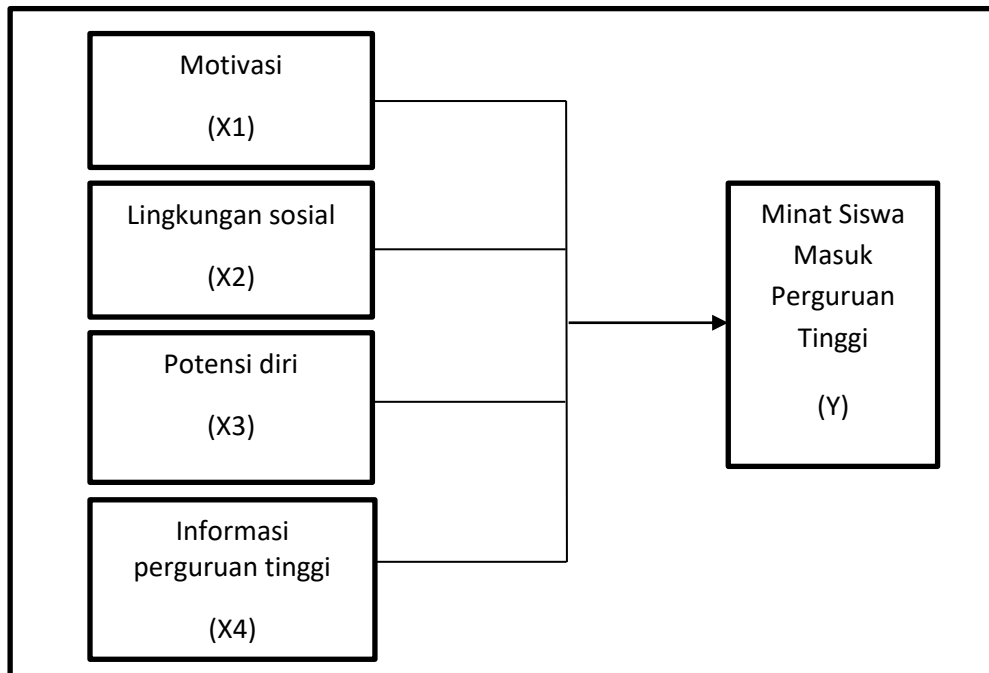 Motivasi
(X1)
Lingkungan sosial
(X2)
Potensi diri
(X3)
Informasi
perguruan tinggi
(X4)
Minat Siswa
Masuk
Perguruan
Tinggi
(Y)